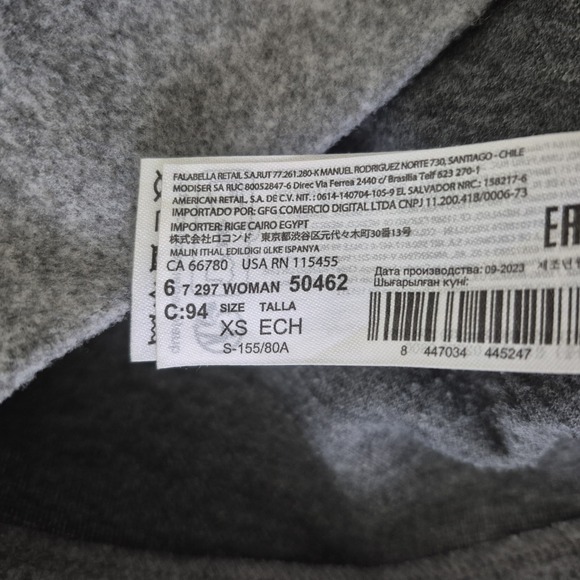 FALABELLA RETAIL S.A.RUT 77.261.280-K MANUEL RODRIGUEZ NORTE 730, SANTIAGO - CHILE
MODISER SA RUC 80052847-6 Direc Via Ferrea 2440 c/ Brasilia Telf 623 270-1
AMERICAN RETAIL, S.A. DE C.V. NIT.: 0614-140704-105-9 EL SALVADOR NRC.: 158217-6
IMPORTADO POR: GFG COMERCIO DIGITAL LTDA CNPJ 11.200.418/0006-73
IMPORTER: RIGE CAIRO EGYPT
株式会社ロコンド 東京都渋谷区元代々木町30番13号
MALIN ITHAL EDILDIGI ÜLKE ISPANYA
CA 66780 USA RN 115455
6 7 297 WOMAN 50462
C:94 SIZE TALLA
XS ECH
S-155/80A
Дата производства: 09-2023
Шығарылған күні:
EAC
8 447034 445247